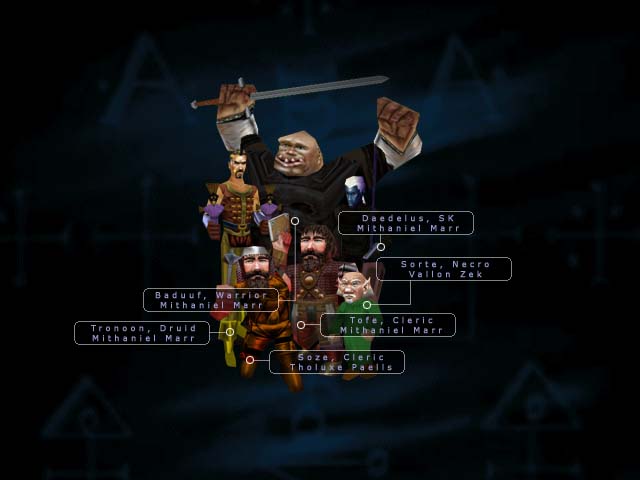 Daedelus, SK
Mithaniel Marr
Sorte, Necro
Vallon Zek
Baduuf, Warrior
Mithaniel Marr
Tofe, Cleric
Mithaniel Marr
Tronoon, Druid
Mithaniel Marr
Soze, Cleric
Tholuxe Paells